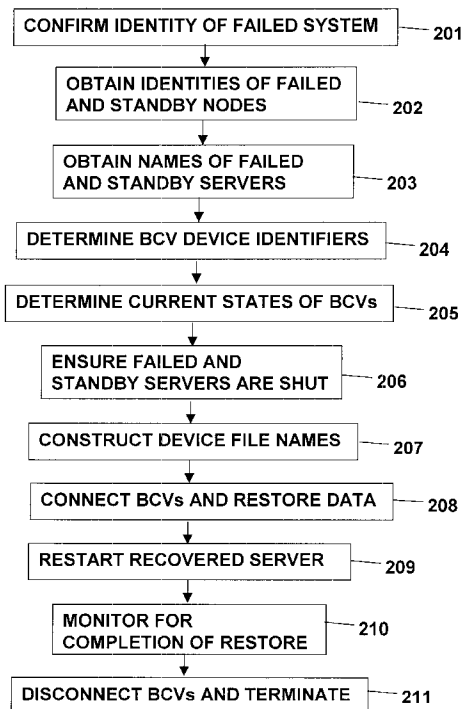 CONFIRM IDENTITY OF FAILED SYSTEM
201
OBTAIN IDENTITIES OF FAILED
AND STANDBY NODES
202
OBTAIN NAMES OF FAILED
AND STANDBY SERVERS
203
DETERMINE BCV DEVICE IDENTIFIERS
204
DETERMINE CURRENT STATES OF BCVs
205
ENSURE FAILED AND
STANDBY SERVERS ARE SHUT
206
CONSTRUCT DEVICE FILE NAMES
207
CONNECT BCVs AND RESTORE DATA
208
RESTART RECOVERED SERVER
209
MONITOR FOR
COMPLETION OF RESTORE
210
DISCONNECT BCVs AND TERMINATE
211